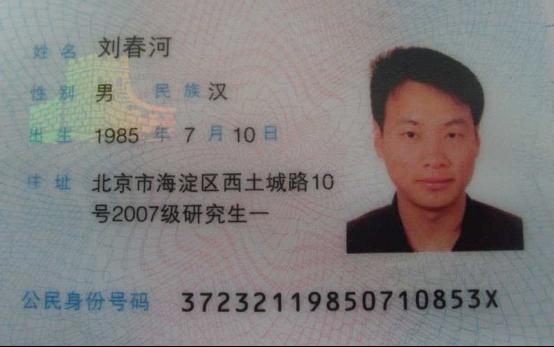 姓名 刘春河
性别 男 民族 汉
出生 1985 年 7 月 10 日
住址 北京市海淀区西土城路10
号2007级研究生一
公民身份号码 37232119850710853X